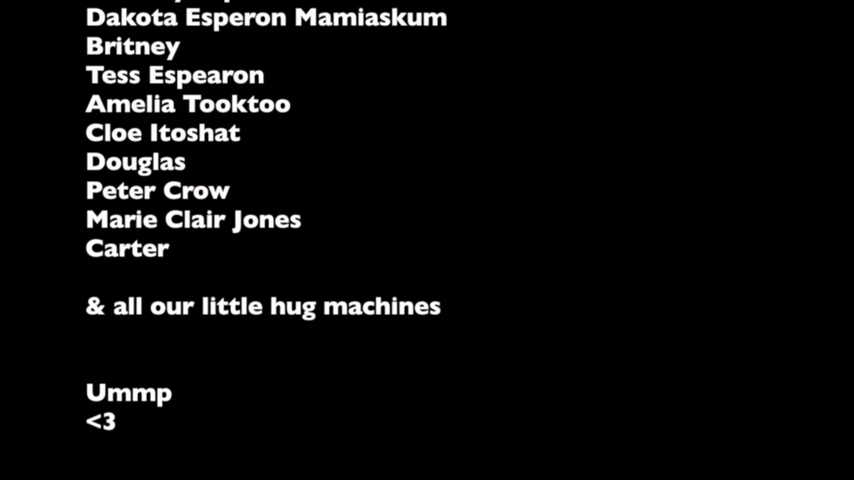 Dakota Esperon Mamiaskum
Britney
Tess Espearon
Amelia Tooktoo
Cloe Itoshat
Douglas
Peter Crow
Marie Clair Jones
Carter
& all our little hug machines
Ummp
<3